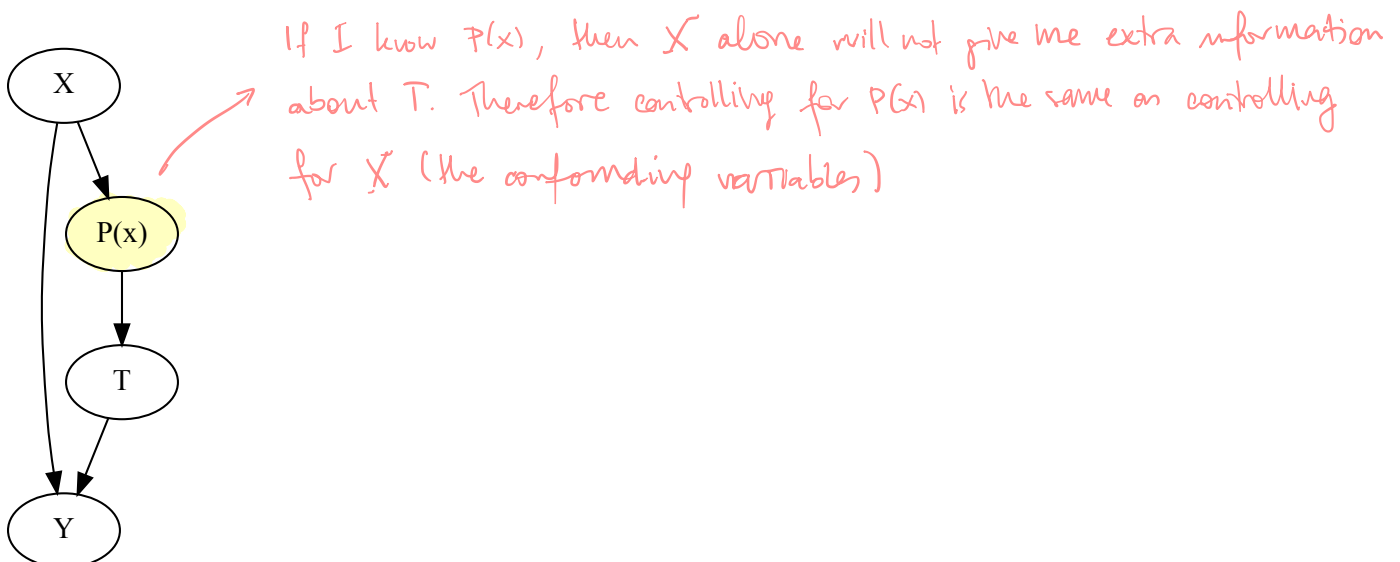 X
If I know P(x), then X alone will not give me extra information
about T. Therefore controlling for P(x) is the same as controlling
for X (the confounding variables)
P(x)
T
Y